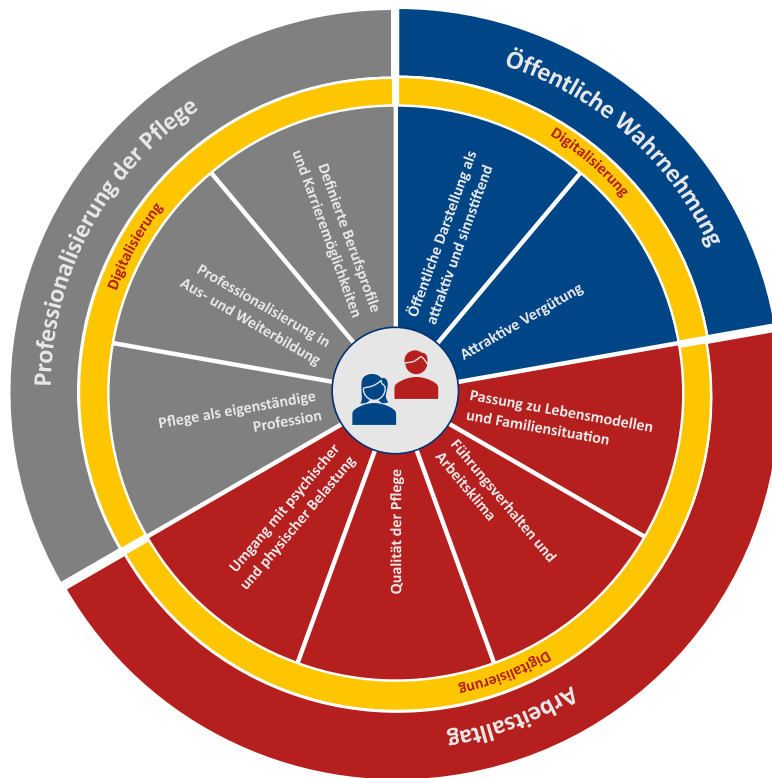 Professionalisierung der Pflege
Öffentliche Wahrnehmung
Arbeitsalltag
Digitalisierung
Digitalisierung
Digitalisierung
Definierte Berufsprofile
und Karrieremöglichkeiten
Professionalisierung in
Aus- und Weiterbildung
Pflege als eigenständige
Profession
Öffentliche Darstellung als
attraktiv und sinnstiftend
Attraktive Vergütung
Passung zu Lebensmodellen
und Familiensituation
Führungsverhalten und
Arbeitsklima
Qualität der Pflege
Umgang mit psychischer
und physischer Belastung